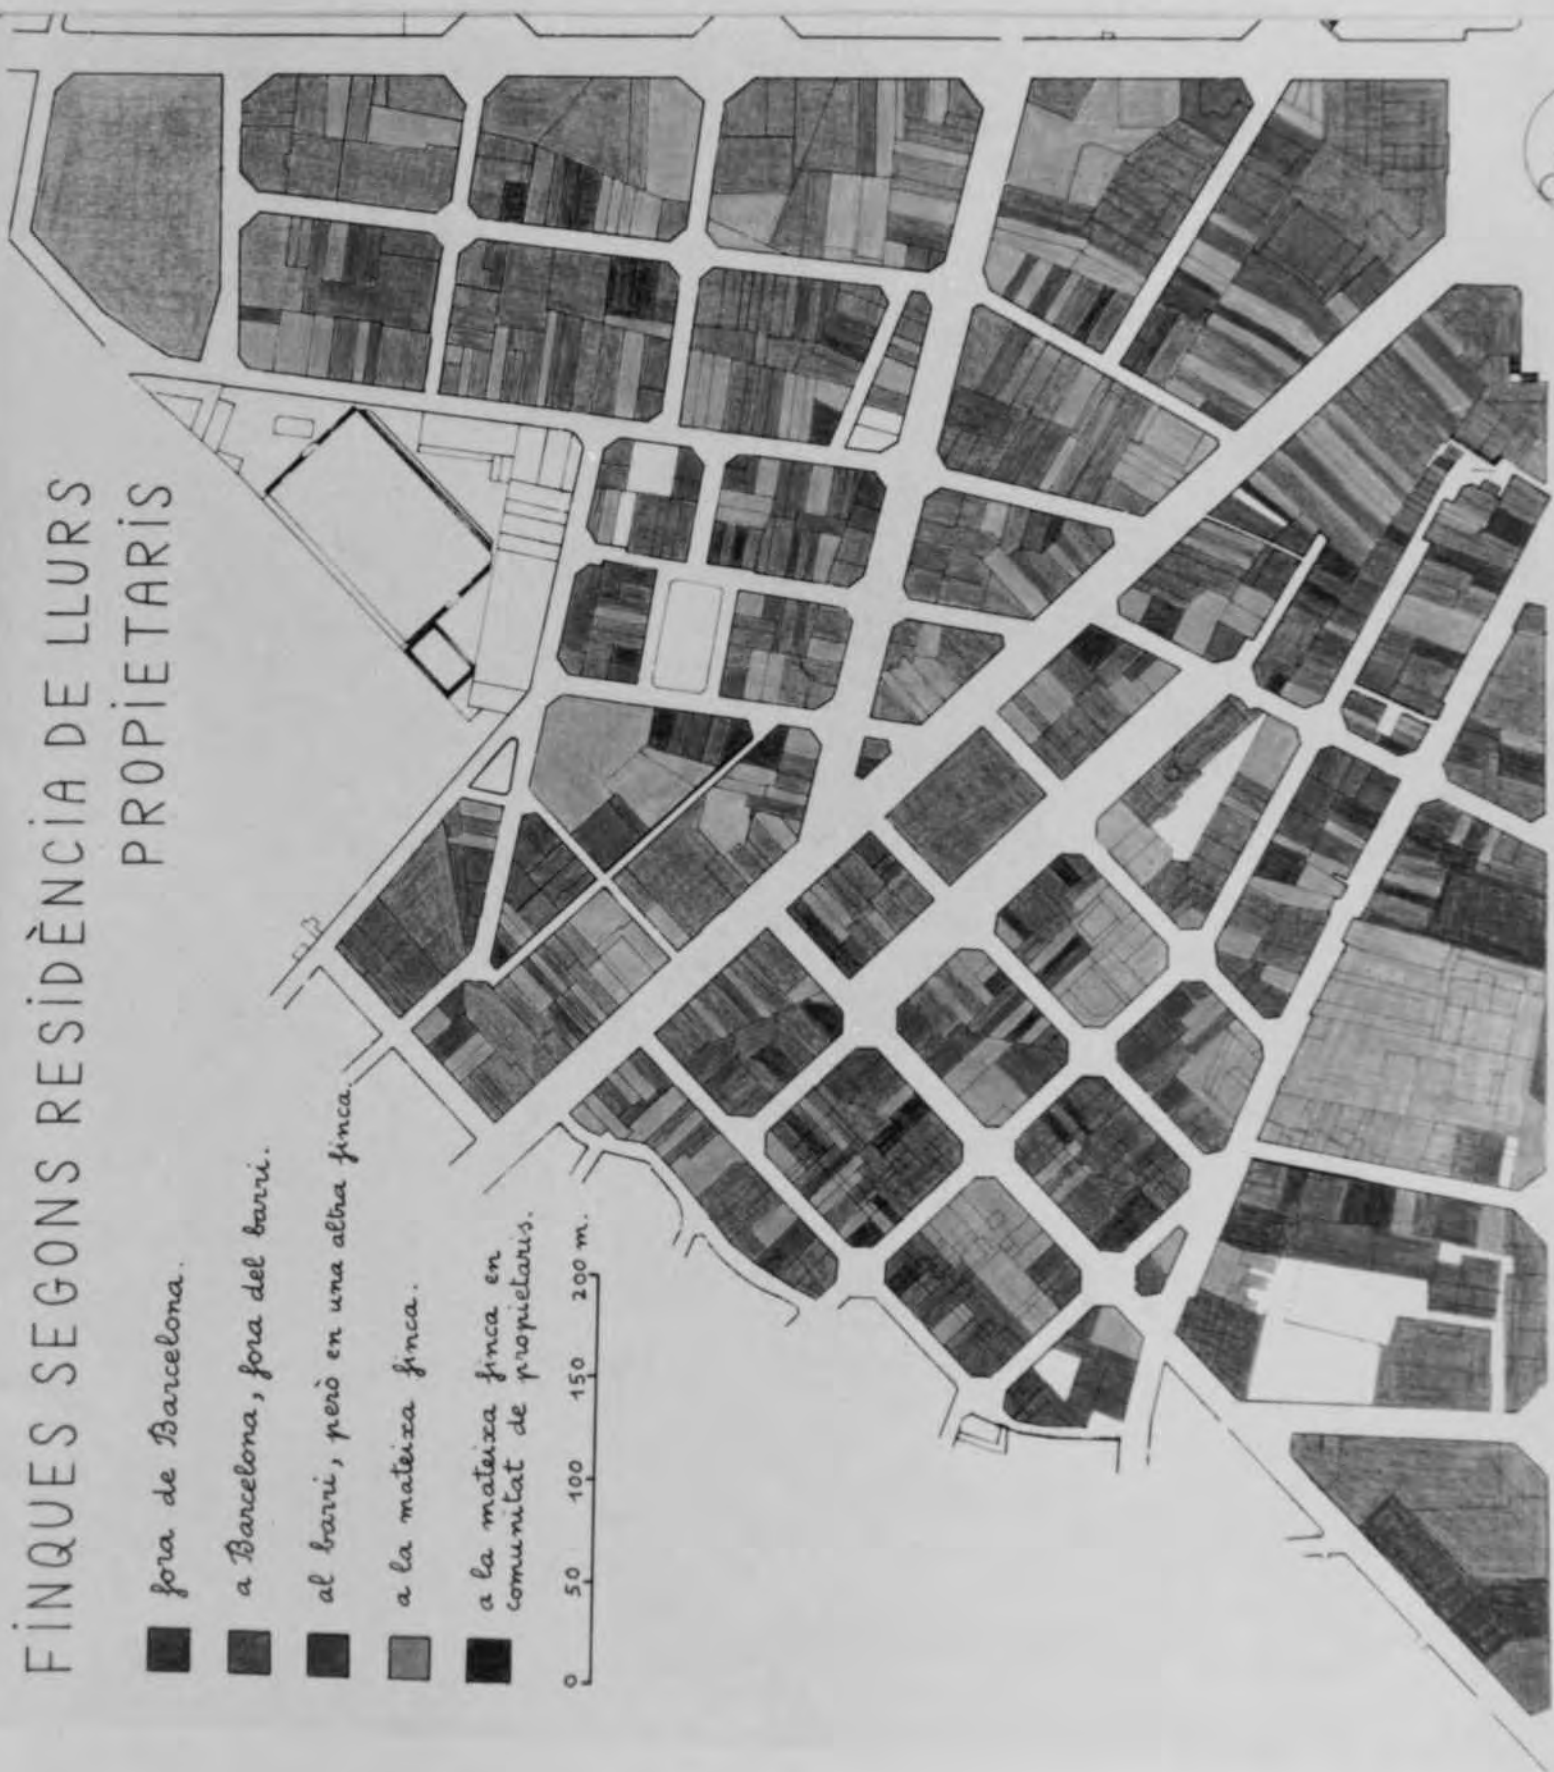 FINQUES SEGONS RESIDÈNCIA DE LLURS
PROPIETARIS
fora de Barcelona.
a Barcelona, fora del barri.
al barri, però en una altra finca.
a la mateixa finca.
a la mateixa finca en
comunitat de propietaris.
0 50 100 150 200 m.